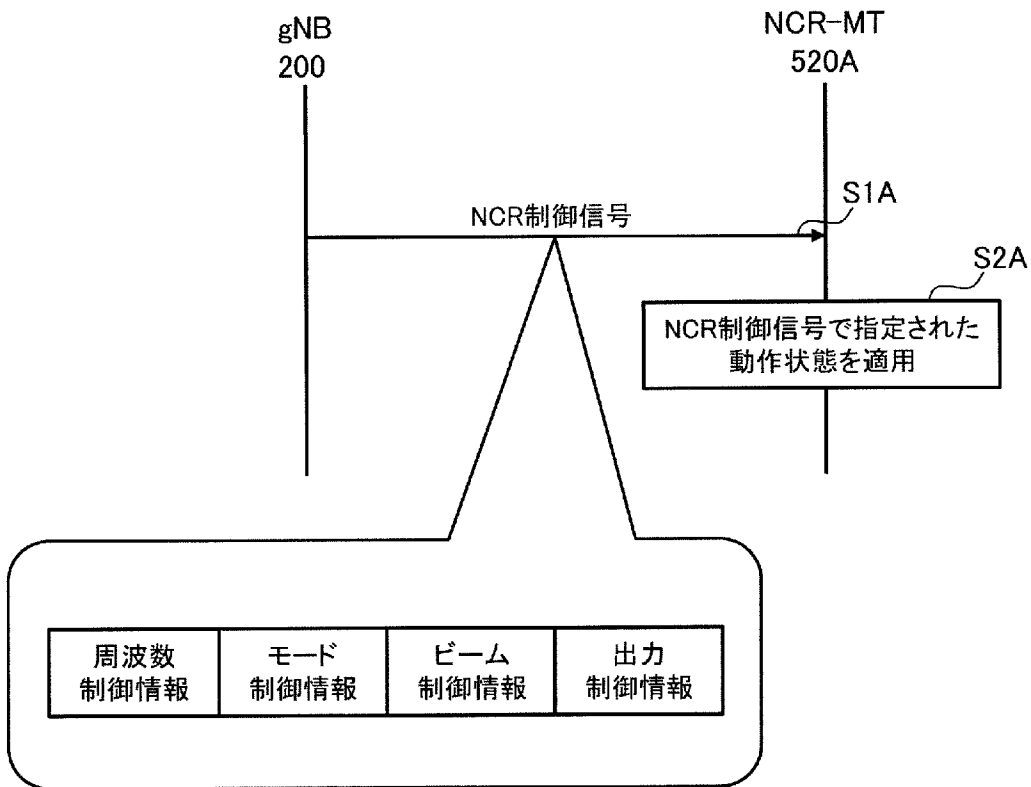 gNB
200
NCR-MT
520A
NCR制御信号
S1A
S2A
NCR制御信号で指定された
動作状態を適用
周波数
制御情報
モード
制御情報
ビーム
制御情報
出力
制御情報